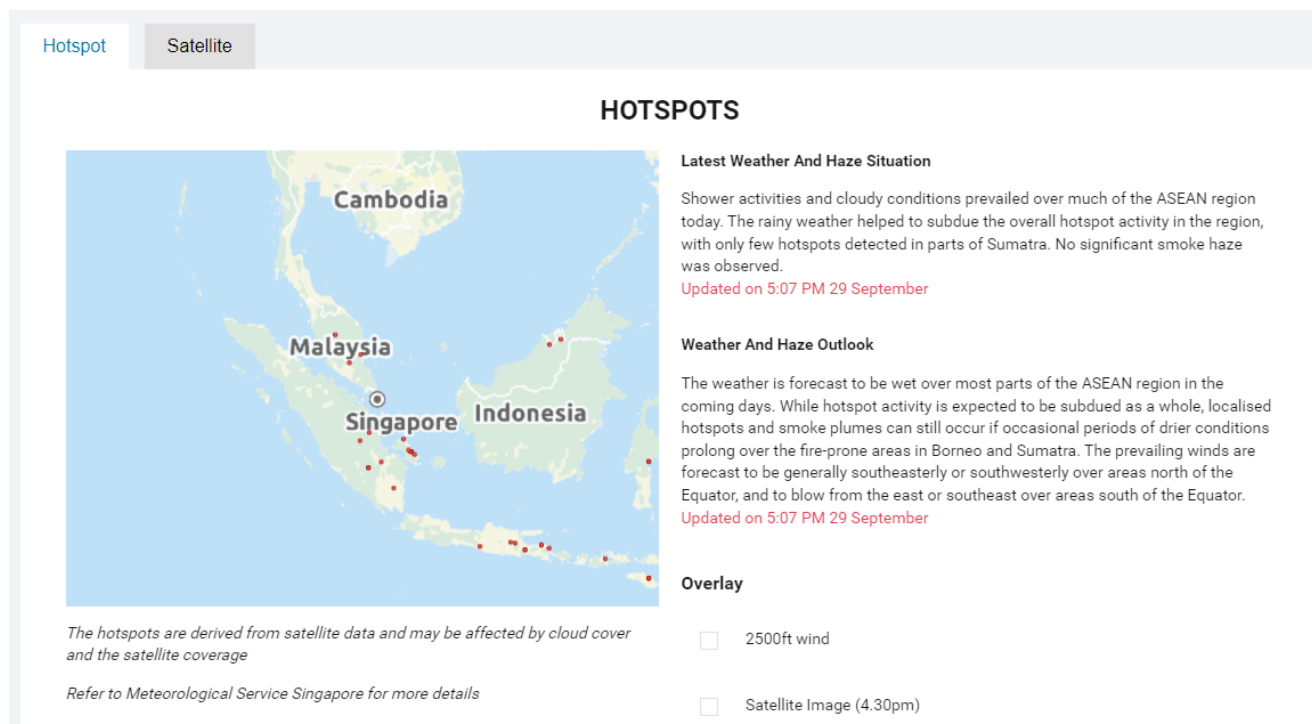 Hotspot
Satellite
HOTSPOTS
Cambodia
Malaysia
Singapore
Indonesia
The hotspots are derived from satellite data and may be affected by cloud cover
and the satellite coverage
Refer to Meteorological Service Singapore for more details
Latest Weather And Haze Situation
Shower activities and cloudy conditions prevailed over much of the ASEAN region
today. The rainy weather helped to subdue the overall hotspot activity in the region,
with only few hotspots detected in parts of Sumatra. No significant smoke haze
was observed.
Updated on 5:07 PM 29 September
Weather And Haze Outlook
The weather is forecast to be wet over most parts of the ASEAN region in the
coming days. While hotspot activity is expected to be subdued as a whole, localised
hotspots and smoke plumes can still occur if occasional periods of drier conditions
prolong over the fire-prone areas in Borneo and Sumatra. The prevailing winds are
forecast to be generally southeasterly or southwesterly over areas north of the
Equator, and to blow from the east or southeast over areas south of the Equator.
Updated on 5:07 PM 29 September
Overlay
2500ft wind
Satellite Image (4.30pm)